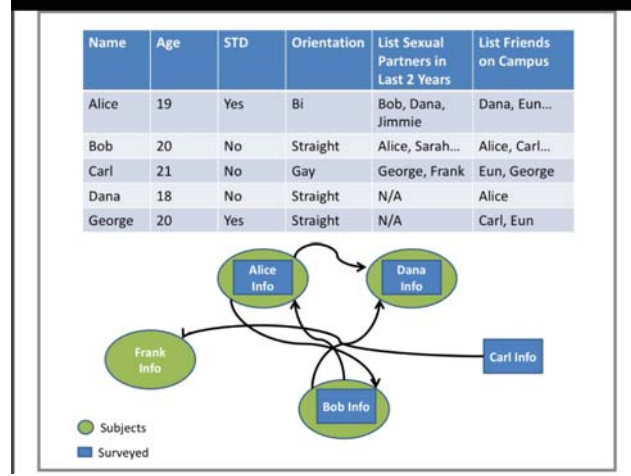 Name Age STD Orientation List Sexual Partners in Last 2 Years List Friends on Campus
Alice 19 Yes Bi Bob, Dana, Jimmie Dana, Eun...
Bob 20 No Straight Alice, Sarah... Alice, Carl...
Carl 21 No Gay George, Frank Eun, George
Dana 18 No Straight N/A Alice
George 20 Yes Straight N/A Carl, Eun
Alice
Info
Dana
Info
Frank
Info
Carl Info
Bob Info
Subjects
Surveyed